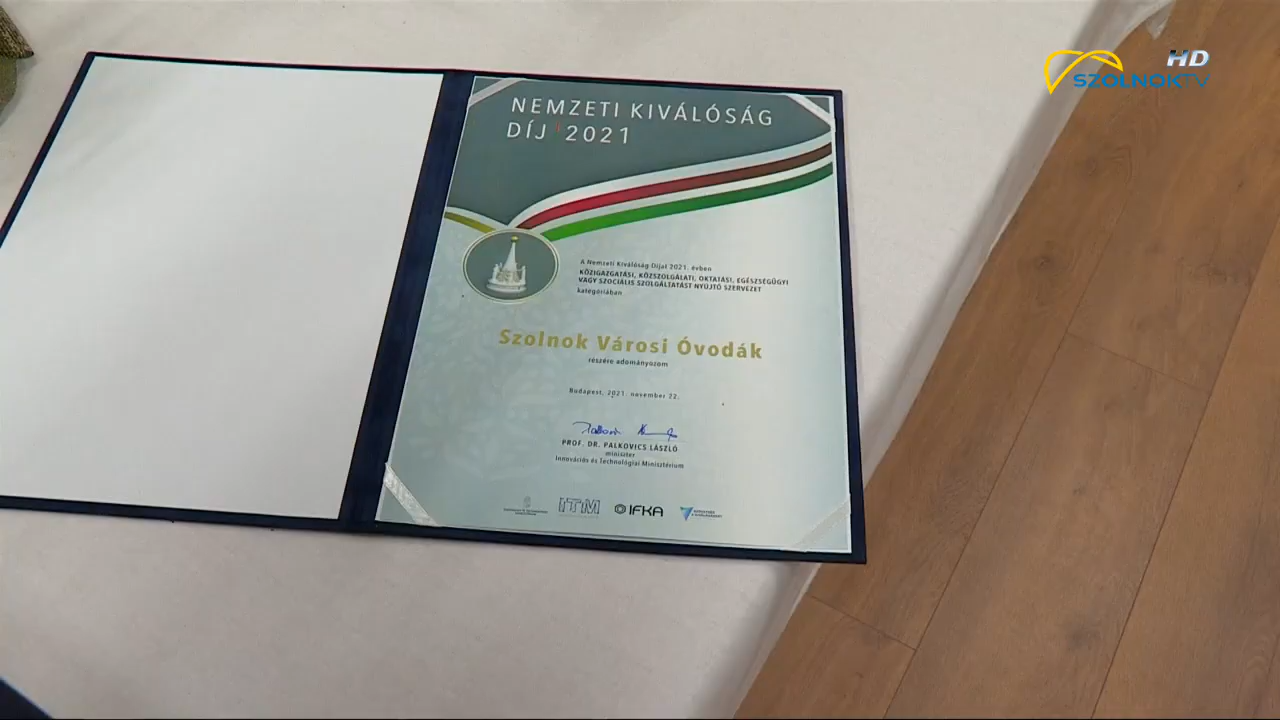 HD
SZOLNOKTV
NEMZETI KIVÁLÓSÁG
DÍJ 2021
A Nemzeti Kiválóság Díjat 2021. évben
KÖZIGAZGATÁSI, KÖZSZOLGÁLATI, OKTATÁSI, EGÉSZSÉGÜGYI
VAGY SZOCIÁLIS SZOLGÁLTATÁST NYÚJTÓ SZERVEZET
kategóriában
Szolnok Városi Óvodák
részére adományozom
Budapest, 2021. november 22.
PROF. DR. PALKOVICS LÁSZLÓ
miniszter
Innovációs és Technológiai Minisztérium
ITM
IFKA